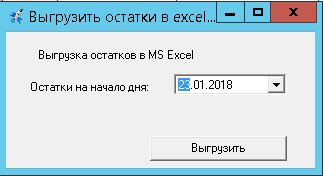 Выгрузить остатки в excel...
Выгрузка остатков в MS Excel
Остатки на начало дня: 23.01.2018
Выгрузить